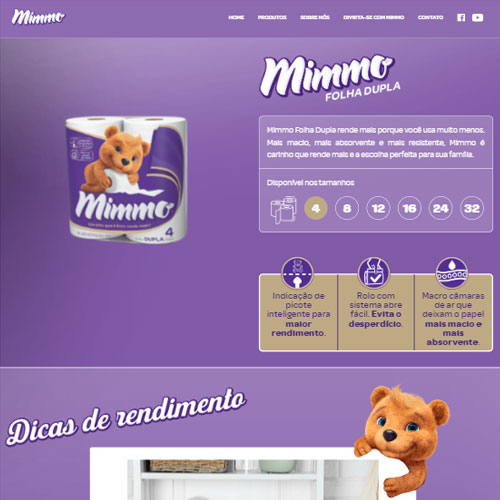 Mimmo
HOME PRODUTOS SOBRE NÓS DIVIRTA-SE COM MIMMO CONTATO
Mimmo
FOLHA DUPLA
Mimmo Folha Dupla rende mais porque você usa muito menos.
Mais macio, mais absorvente e mais resistente, Mimmo é
carinho que rende mais e a escolha perfeita para sua família.
Disponível nos tamanhos
4 8 12 16 24 32
Mimmo
DUPLA 4
Indicação de
picote
inteligente para
maior
rendimento.
Rolo com
sistema abre
fácil. Evita o
desperdício.
Macro câmaras
de ar que
deixam o papel
mais macio e
mais
absorvente.
Dicas de rendimento